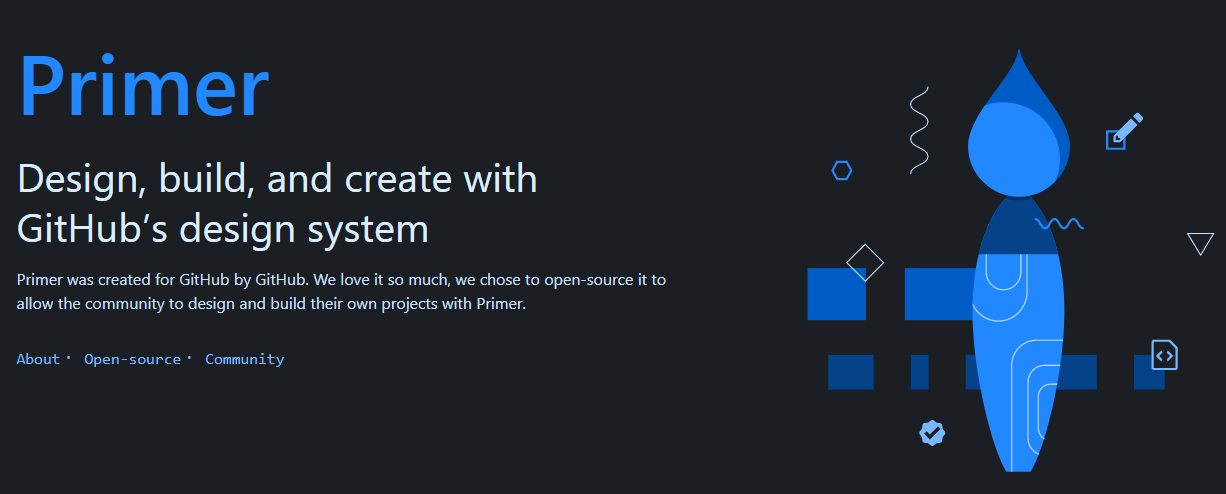 Primer
Design, build, and create with
GitHub’s design system
Primer was created for GitHub by GitHub. We love it so much, we chose to open-source it to
allow the community to design and build their own projects with Primer.
About · Open-source · Community